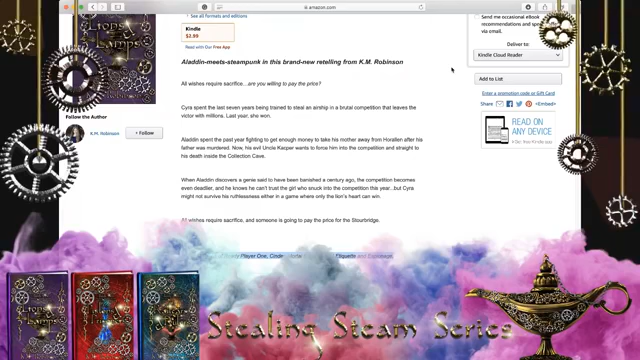 amazon.com
Lions & Lamps
See all formats and editions
Kindle
$2.99
Read with Our Free App
Send me occasional eBook
recommendations and
via email.
Deliver to:
Kindle Cloud Reader
Add to List
Enter a promotion code or Gift Card
Share <Embed>
READ ON
ANY DEVICE
Follow the Author
K.M. Robinson
+ Follow
Aladdin-meets-steampunk in this brand-new retelling from K.M. Robinson
All wishes require sacrifice...are you willing to pay the price?
Cyra spent the last seven years being trained to steal an airship in a brutal competition that leaves the
victor with millions. Last year, she won.
Aladdin spent the past year fighting to get enough money to take his mother away from Horallen after his
father was murdered. Now, his evil Uncle Kacper wants to force him into the competition and straight to
his death inside the Collection Cave.
When Aladdin discovers a genie said to have been banished a century ago, the competition becomes
even deadlier, and he knows he can't trust the girl who snuck into the competition this year...but Cyra
might not survive his ruthlessness either in a game where only the lion's heart can win.
All wishes require sacrifice, and someone is going to pay the price for the Stourbridge.
Player One, Etiquette and Espionage
Stealing Steam Series